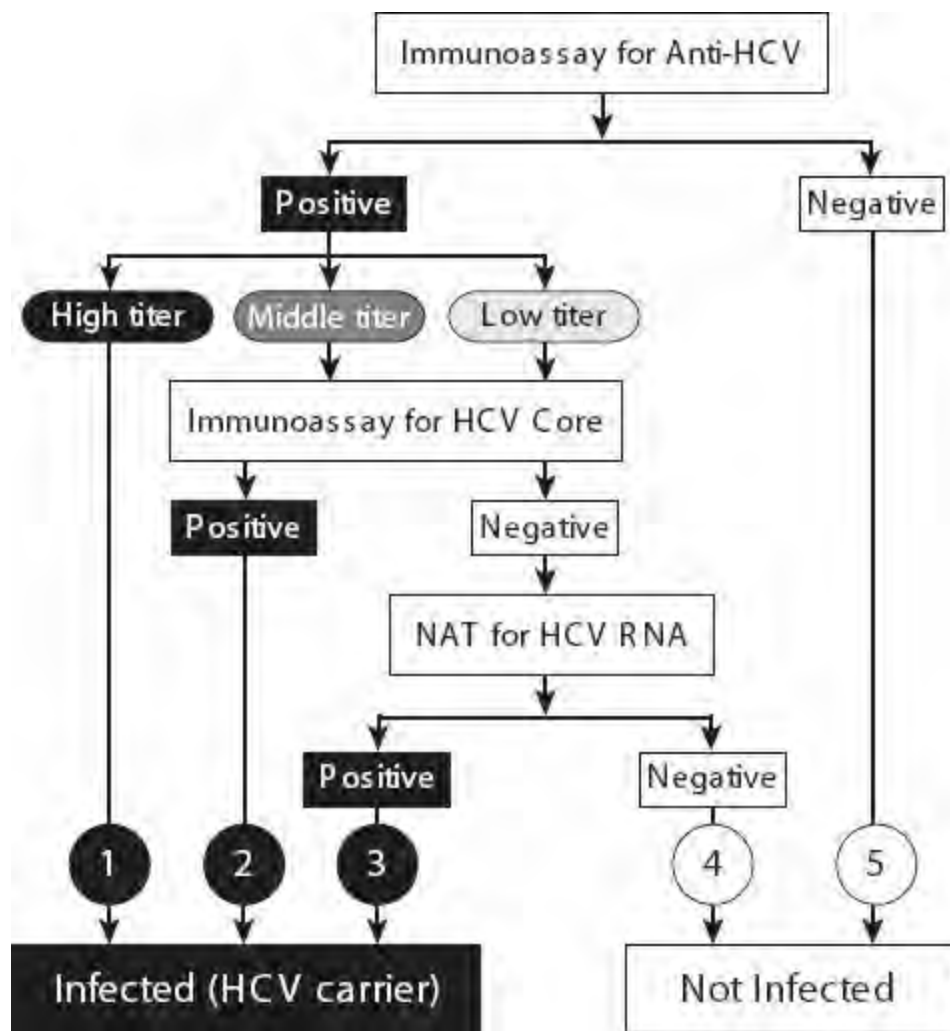 Immunoassay for Anti-HCV
Positive
Negative
High titer
Middle titer
Low titer
Immunoassay for HCV Core
Positive
Negative
NAT for HCV RNA
Positive
Negative
1
2
3
4
5
Infected (HCV carrier)
Not Infected